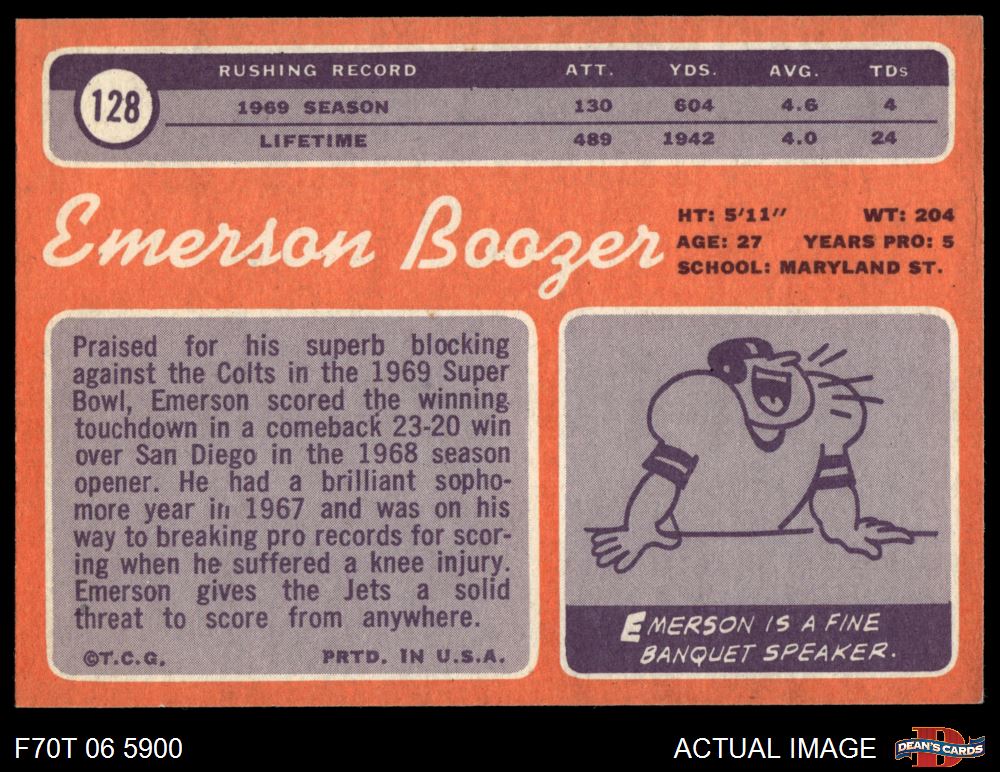 128
RUSHING RECORD ATT. YDS. AVG. TDS
1969 SEASON 130 604 4.6 4
LIFETIME 489 1942 4.0 24
Emerson Boozer
HT: 5'11" WT: 204
AGE: 27 YEARS PRO: 5
SCHOOL: MARYLAND ST.
Praised for his superb blocking
against the Colts in the 1969 Super
Bowl, Emerson scored the winning
touchdown in a comeback 23-20 win
over San Diego in the 1968 season
opener. He had a brilliant sopho-
more year in 1967 and was on his
way to breaking pro records for scor-
ing when he suffered a knee injury.
Emerson gives the Jets a solid
threat to score from anywhere.
©T.C.G. PRTD. IN U.S.A.
EMERSON IS A FINE
BANQUET SPEAKER.
F70T 06 5900
ACTUAL IMAGE
D
DEAN'S CARDS